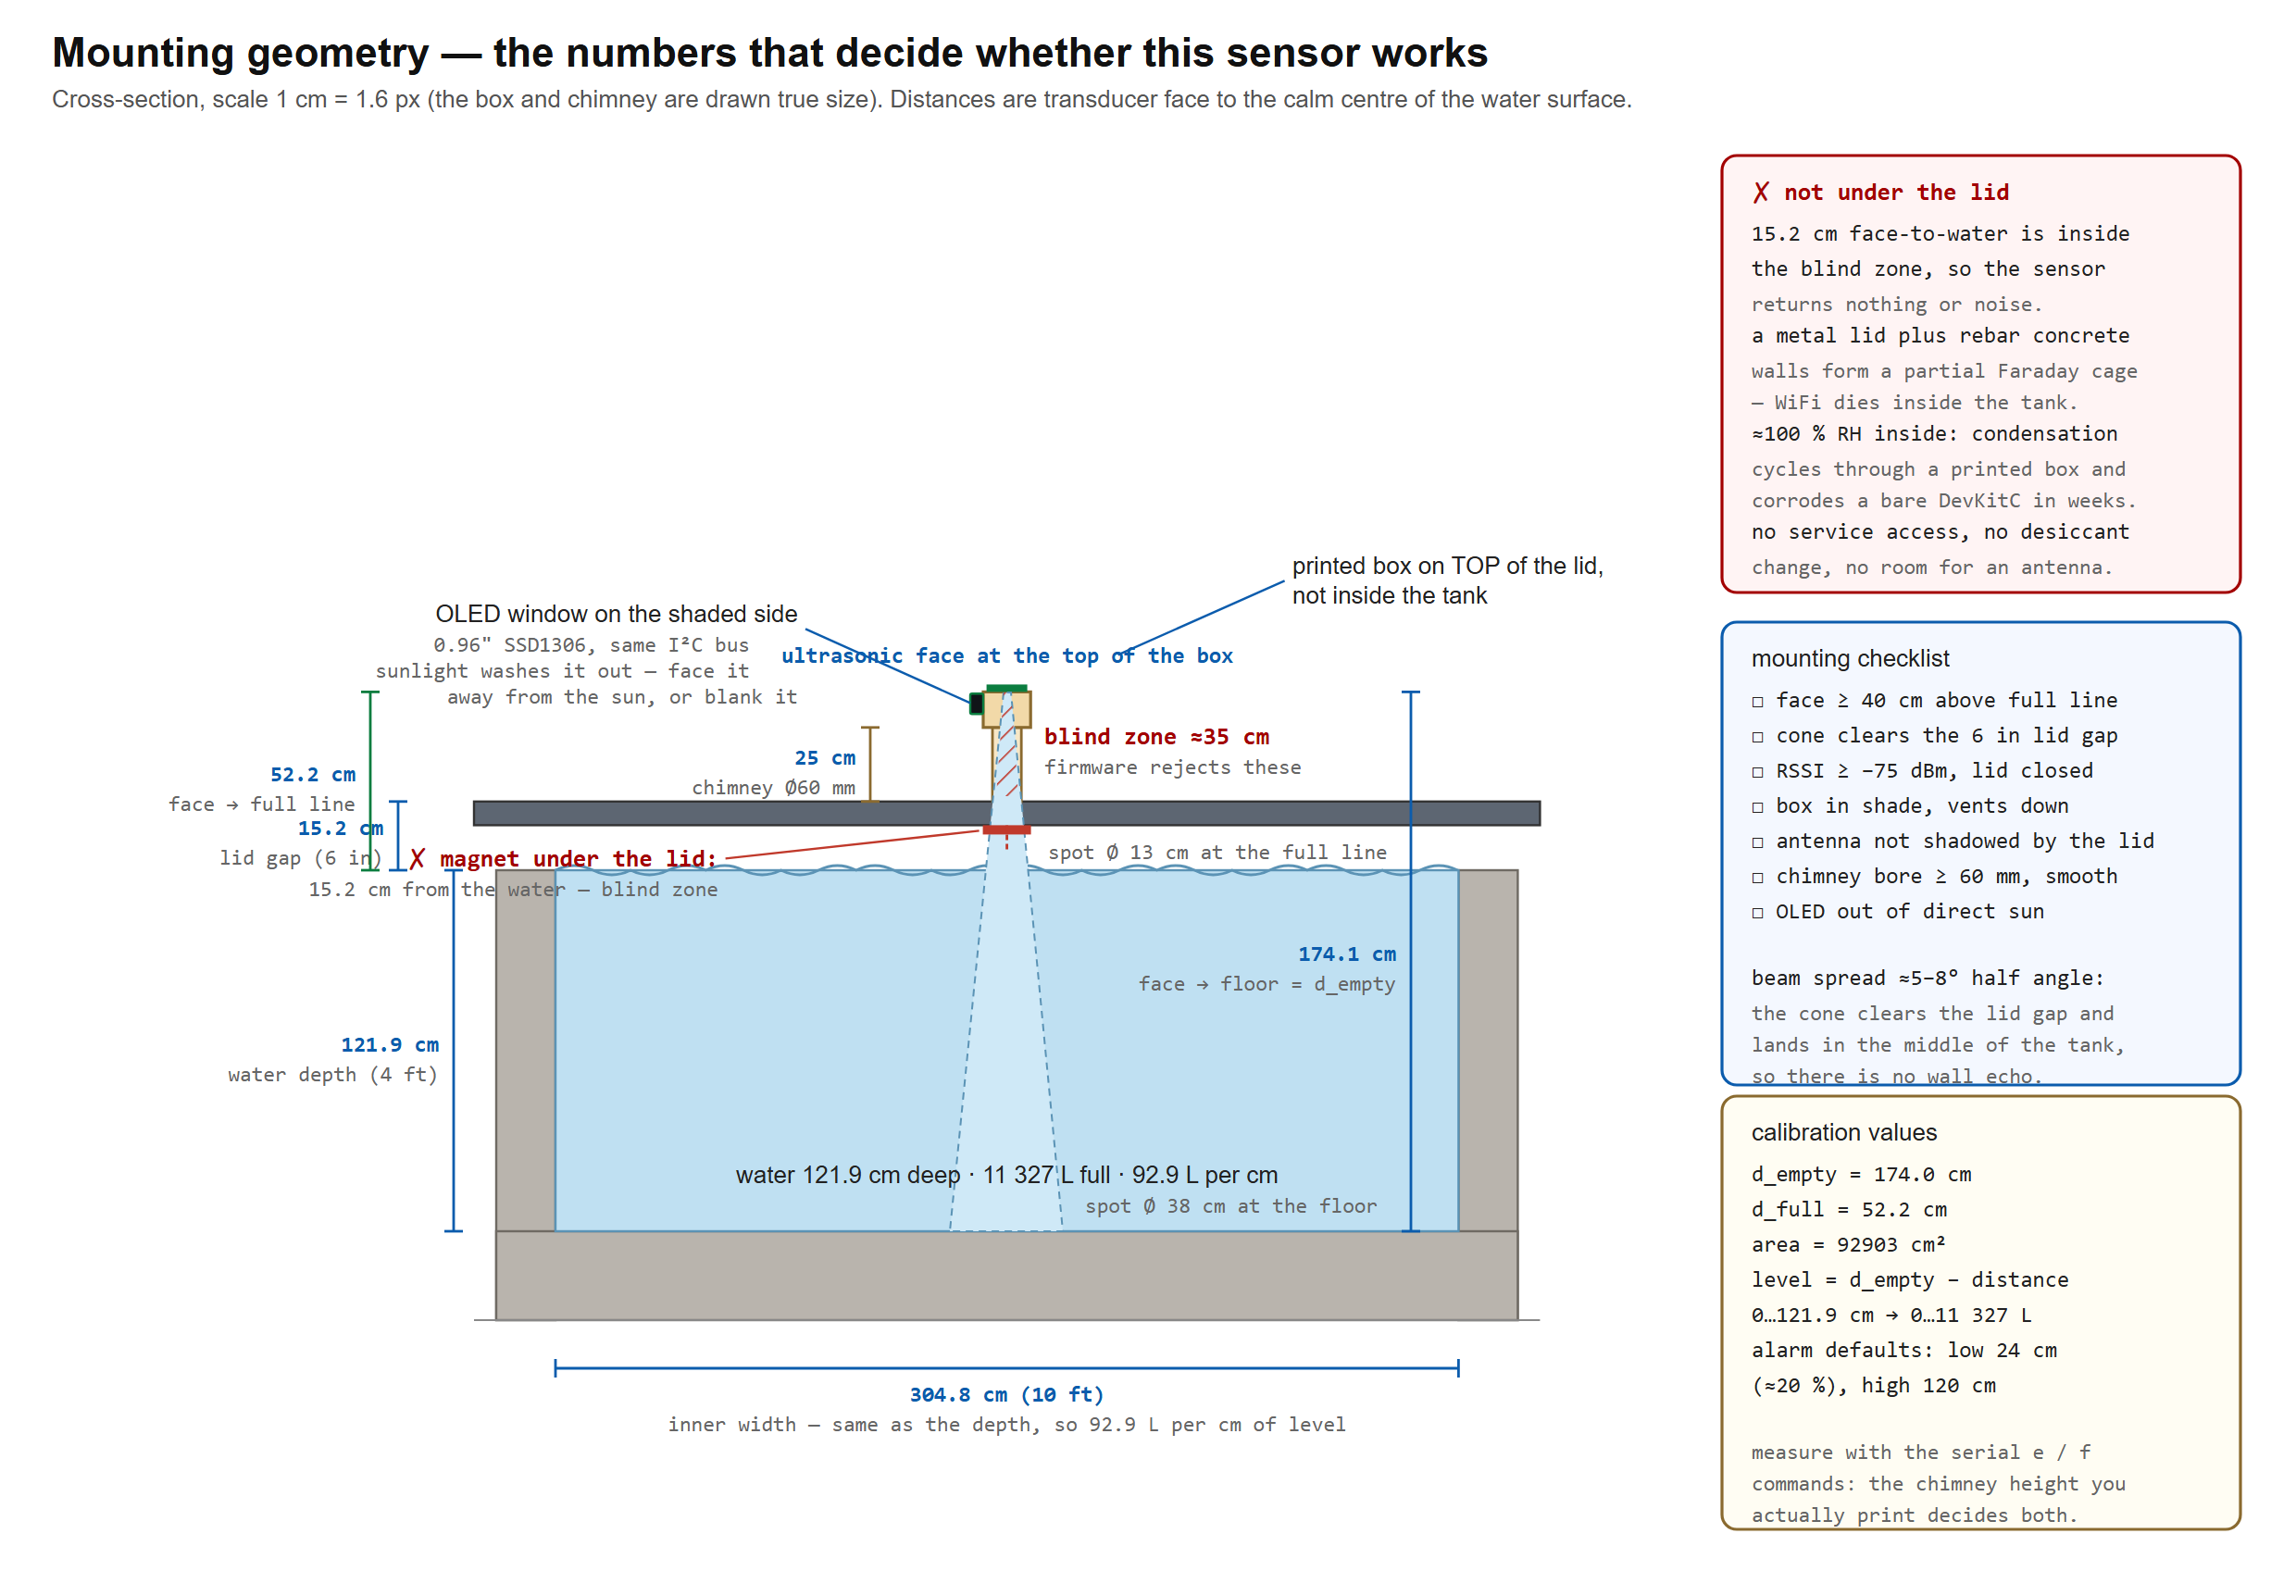 Mounting geometry — the numbers that decide whether this sensor works
Cross-section, scale 1 cm = 1.6 px (the box and chimney are drawn true size). Distances are transducer face to the calm centre of the water surface.
printed box on TOP of the lid,
not inside the tank
OLED window on the shaded side
0.96" SSD1306, same I²C bus
sunlight washes it out — face it
away from the sun, or blank it
ultrasonic face at the top of the box
blind zone ≈35 cm
firmware rejects these
25 cm
chimney Ø60 mm
52.2 cm
face → full line
15.2 cm
lid gap (6 in)
✗ magnet under the lid:
15.2 cm from the water — blind zone
spot Ø 13 cm at the full line
174.1 cm
face → floor = d_empty
121.9 cm
water depth (4 ft)
water 121.9 cm deep · 11 327 L full · 92.9 L per cm
spot Ø 38 cm at the floor
304.8 cm (10 ft)
inner width — same as the depth, so 92.9 L per cm of level
✗ not under the lid
15.2 cm face-to-water is inside
the blind zone, so the sensor
returns nothing or noise.
a metal lid plus rebar concrete
walls form a partial Faraday cage
— WiFi dies inside the tank.
≈100 % RH inside: condensation
cycles through a printed box and
corrodes a bare DevKitC in weeks.
no service access, no desiccant
change, no room for an antenna.
mounting checklist
☐ face ≥ 40 cm above full line
☐ cone clears the 6 in lid gap
☐ RSSI ≥ −75 dBm, lid closed
☐ box in shade, vents down
☐ antenna not shadowed by the lid
☐ chimney bore ≥ 60 mm, smooth
☐ OLED out of direct sun
beam spread ≈5–8° half angle:
the cone clears the lid gap and
lands in the middle of the tank,
so there is no wall echo.
calibration values
d_empty = 174.0 cm
d_full = 52.2 cm
area = 92903 cm²
level = d_empty − distance
0…121.9 cm → 0…11 327 L
alarm defaults: low 24 cm
(≈20 %), high 120 cm
measure with the serial e / f
commands: the chimney height you
actually print decides both.